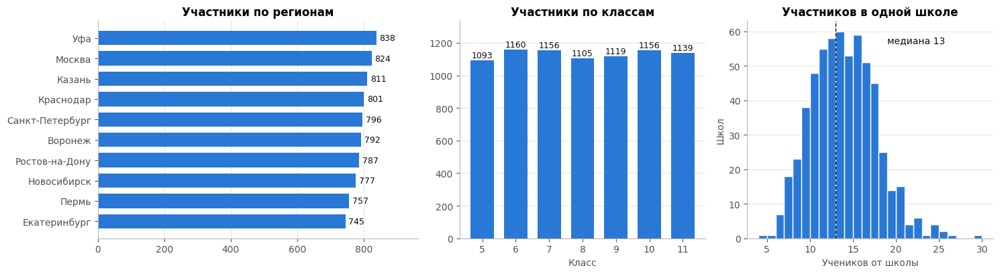 Участники по регионам
Уфа 838
Москва 824
Казань 811
Краснодар 801
Санкт-Петербург 796
Воронеж 792
Ростов-на-Дону 787
Новосибирск 777
Пермь 757
Екатеринбург 745
0 200 400 600 800
Участники по классам
1200
1000
800
600
400
200
0
1093 1160 1156 1105 1119 1156 1139
5 6 7 8 9 10 11
Класс
Участников в одной школе
медиана 13
Школ
60
50
40
30
20
10
0
5 10 15 20 25 30
Учеников от школы